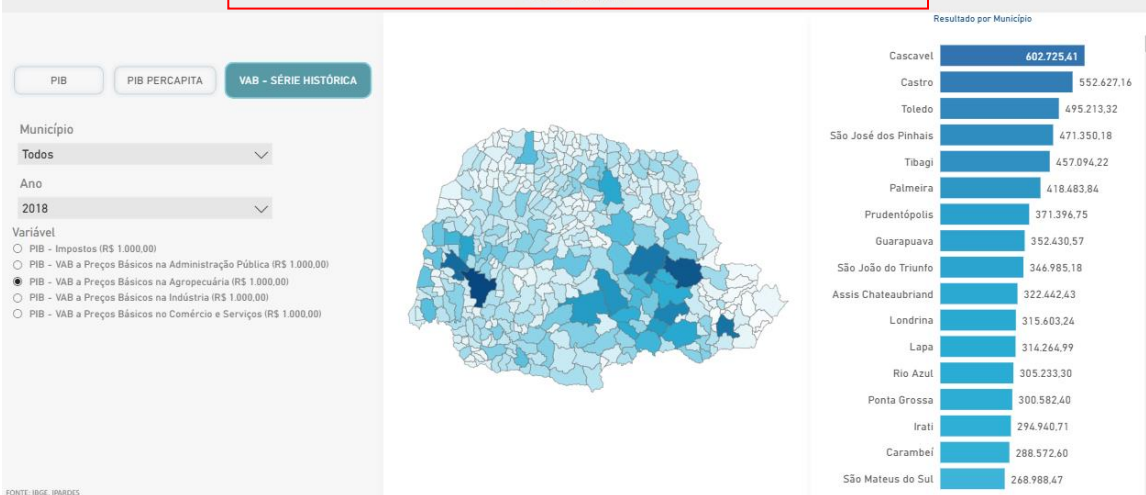 PIB
PIB PERCAPITA
VAB - SÉRIE HISTÓRICA
Município
Todos
Ano
2018
Variável
PIB - Impostos (R$ 1.000,00)
PIB - VAB a Preços Básicos na Administração Pública (R$ 1.000,00)
PIB - VAB a Preços Básicos na Agropecuária (R$ 1.000,00)
PIB - VAB a Preços Básicos na Indústria (R$ 1.000,00)
PIB - VAB a Preços Básicos no Comércio e Serviços (R$ 1.000,00)
FONTE: IBGE, IPARDES
Resultado por Município
Cascavel 602.725,41
Castro 552.627,16
Toledo 495.213,32
São José dos Pinhais 471.350,18
Tibagi 457.094,22
Palmeira 418.483,84
Prudentópolis 371.396,75
Guarapuava 352.430,57
São João do Triunfo 346.985,18
Assis Chateaubriand 322.442,43
Londrina 315.603,24
Lapa 314.264,99
Rio Azul 305.233,30
Ponta Grossa 300.582,40
Irati 294.940,71
Carambeí 288.572,60
São Mateus do Sul 268.988,47